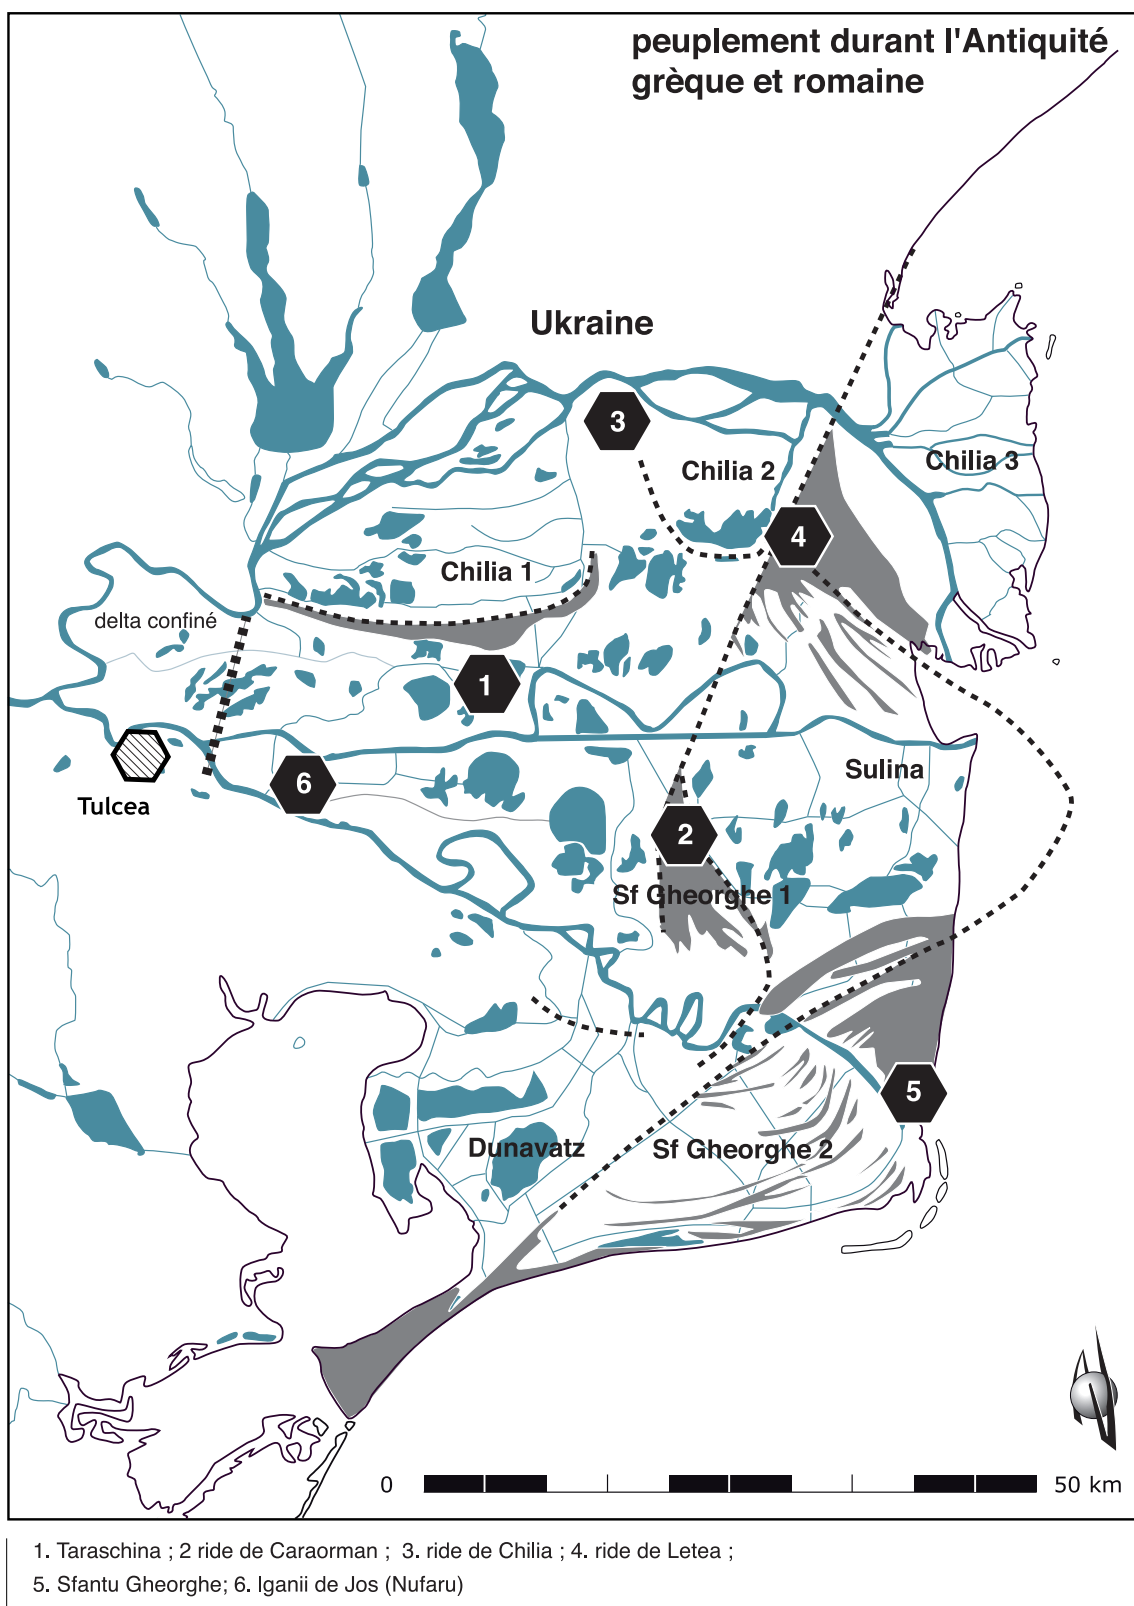 peuplement durant l'Antiquité
grèque et romaine
Ukraine
3
Chilia 2
Chilia 3
4
Chilia 1
delta confiné
1
Sulina
6
Tulcea
2
Sf Gheorghe 1
5
Dunavatz
Sf Gheorghe 2
0
50 km
1. Taraschina ; 2 ride de Caraorman ; 3. ride de Chilia ; 4. ride de Letea ;
5. Sfantu Gheorghe; 6. Iganii de Jos (Nufaru)